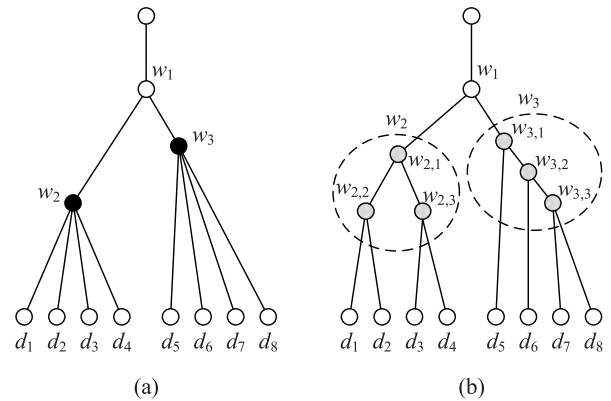 w1 w1
w2 w3
w3 w2,1 w3,1
w2 w2,2 w2,3 w3,2
w3,3
d1 d2 d3 d4 d5 d6 d7 d8 d1 d2 d3 d4 d5 d6 d7 d8
(a) (b)